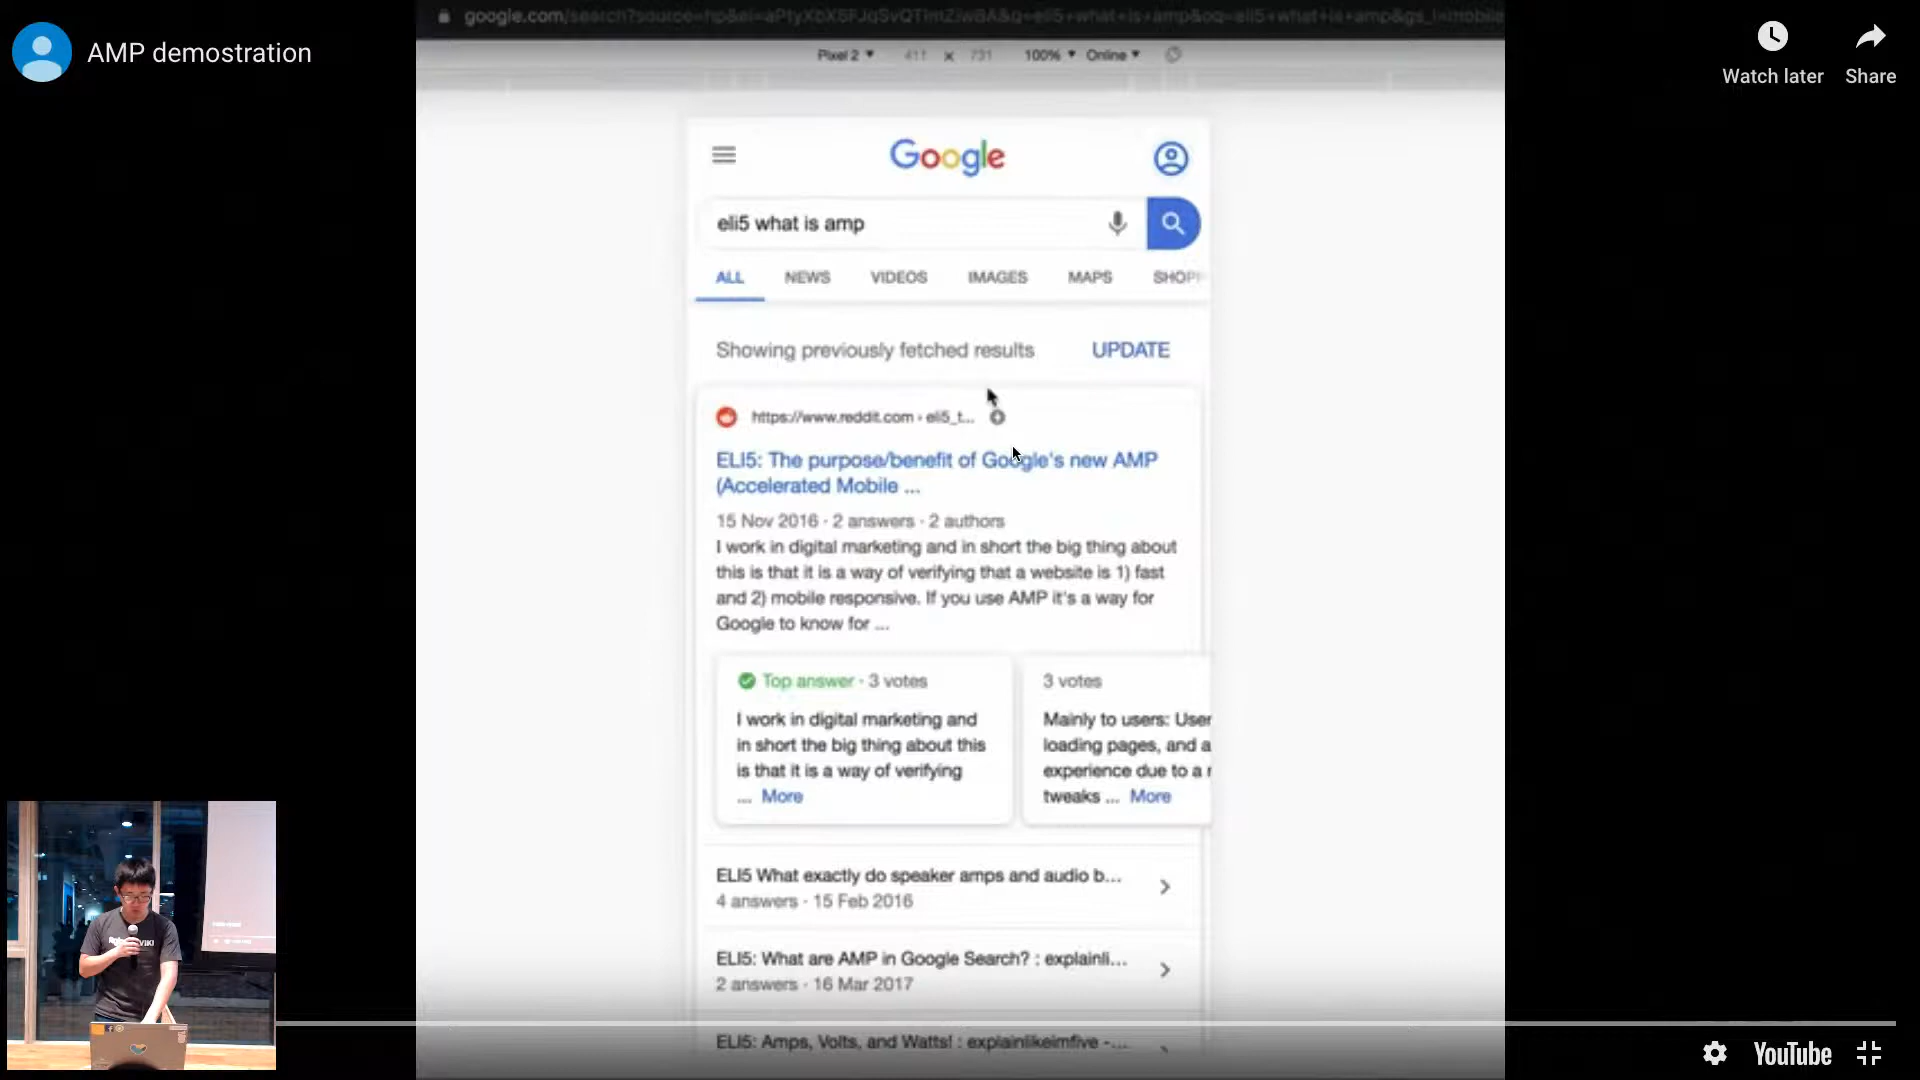 AMP demostration
Watch later
Share
google.com/search?source=hp&ei=
Pixel 2
411 x 731
100%
Online
Google
eli5 what is amp
ALL NEWS VIDEOS IMAGES MAPS SHOP
Showing previously fetched results UPDATE
https://www.reddit.com › eli5_t...
ELI5: The purpose/benefit of Google's new AMP
(Accelerated Mobile ...
15 Nov 2016 · 2 answers · 2 authors
I work in digital marketing and in short the big thing about
this is that it is a way of verifying that a website is 1) fast
and 2) mobile responsive. If you use AMP it's a way for
Google to know for ...
Top answer · 3 votes
I work in digital marketing and
in short the big thing about this
is that it is a way of verifying
... More
3 votes
Mainly to users: User
loading pages, and a
experience due to a r
tweaks ... More
ELI5 What exactly do speaker amps and audio b...
4 answers · 15 Feb 2016
ELI5: What are AMP in Google Search? : explainli...
2 answers · 16 Mar 2017
ELI5: Amps, Volts, and Watts! : explainlikeimfive -...
YouTube